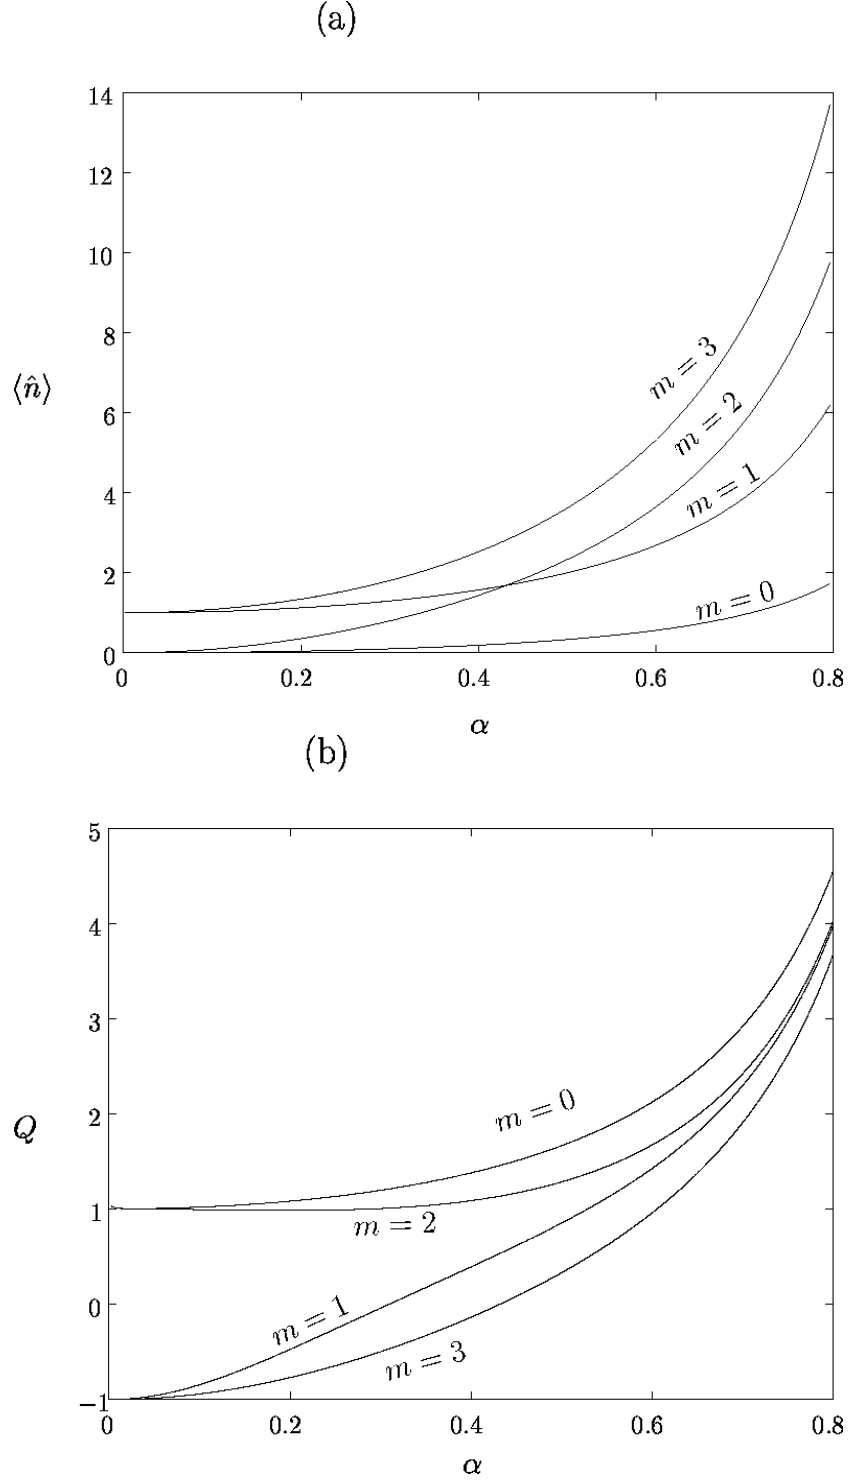 (a)
14
12
10
8
6
4
2
0
⟨n̂⟩
m = 3
m = 2
m = 1
m = 0
0 0.2 0.4 0.6 0.8
α
(b)
5
4
3
2
1
0
−1
Q
m = 0
m = 2
m = 1
m = 3
0 0.2 0.4 0.6 0.8
α